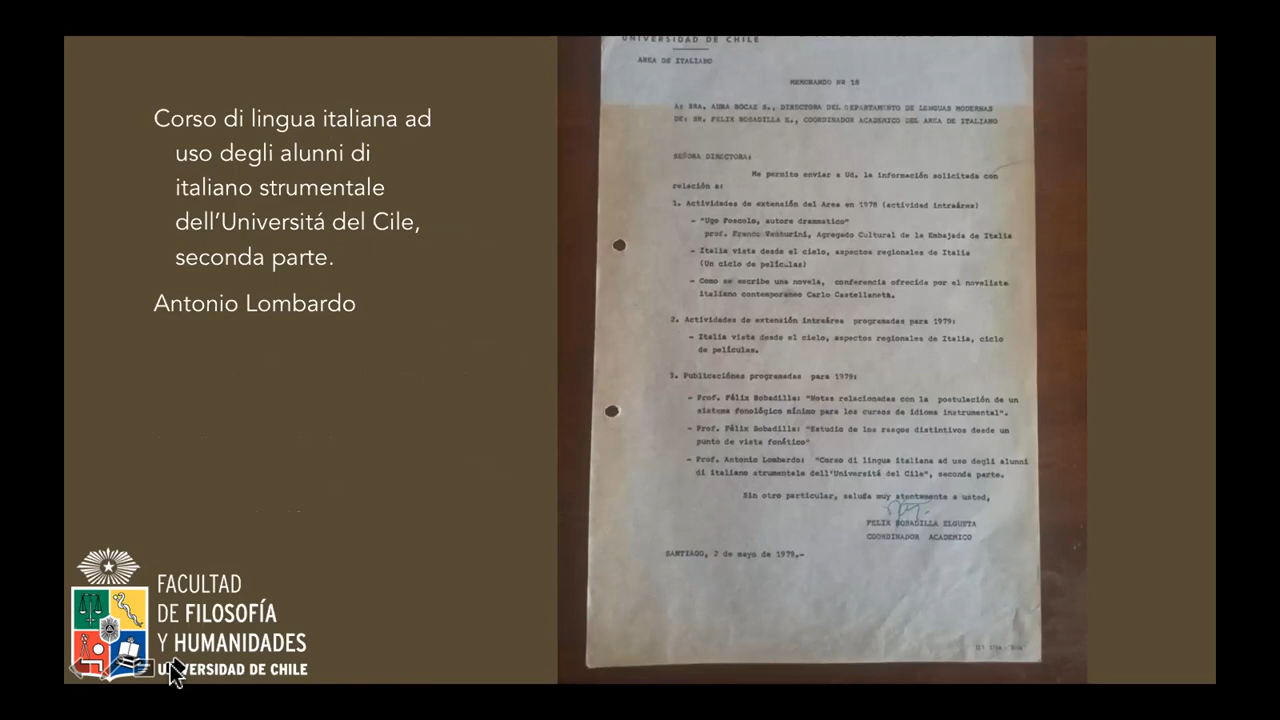 Corso di lingua italiana ad
uso degli alunni di
italiano strumentale
dell'Universitá del Cile,
seconda parte.
Antonio Lombardo
FACULTAD
DE FILOSOFÍA
Y HUMANIDADES
UNIVERSIDAD DE CHILE
UNIVERSIDAD DE CHILE
AREA DE ITALIANO
MEMORANDO Nº 18
A: SRA. AURA BOCAZ S., DIRECTORA DEL DEPARTAMENTO DE LENGUAS MODERNAS
DE: SR. FELIX BOBADILLA E., COORDINADOR ACADEMICO DEL AREA DE ITALIANO
SEÑORA DIRECTORA:
Me permito enviar a Ud. la información solicitada con
relación a:
1. Actividades de extensión del Area en 1978 (actividad intraárea)
- "Ugo Foscolo, autore drammatico"
prof. Franco Venturini, Agregado Cultural de la Embajada de Italia
- Italia vista desde el cielo, aspectos regionales de Italia
(Un ciclo de películas)
- Como se escribe una novela, conferencia ofrecida por el novelista
italiano contemporaneo Carlo Castellaneta.
2. Actividades de extensión intraárea programadas para 1979:
- Italia vista desde el cielo, aspectos regionales de Italia, ciclo
de películas.
3. Publicaciónes programadas para 1978:
- Prof. Félix Bobadilla: "Notas relacionadas con la postulación de un
sistema fonológico mínimo para los cursos de idioma instrumental".
- Prof. Félix Bobadilla: "Estudio de los rasgos distintivos desde un
punto de vista fonético"
- Prof. Antonio Lombardo: "Corso di lingua italiana ad uso degli alunni
di italiano strumentale dell'Universitá del Cile", seconda parte.
Sin otro particular, saluda muy atentamente a usted,
FELIX BOBADILLA ELGUETA
COORDINADOR ACADEMICO
SANTIAGO, 2 de mayo de 1979.-